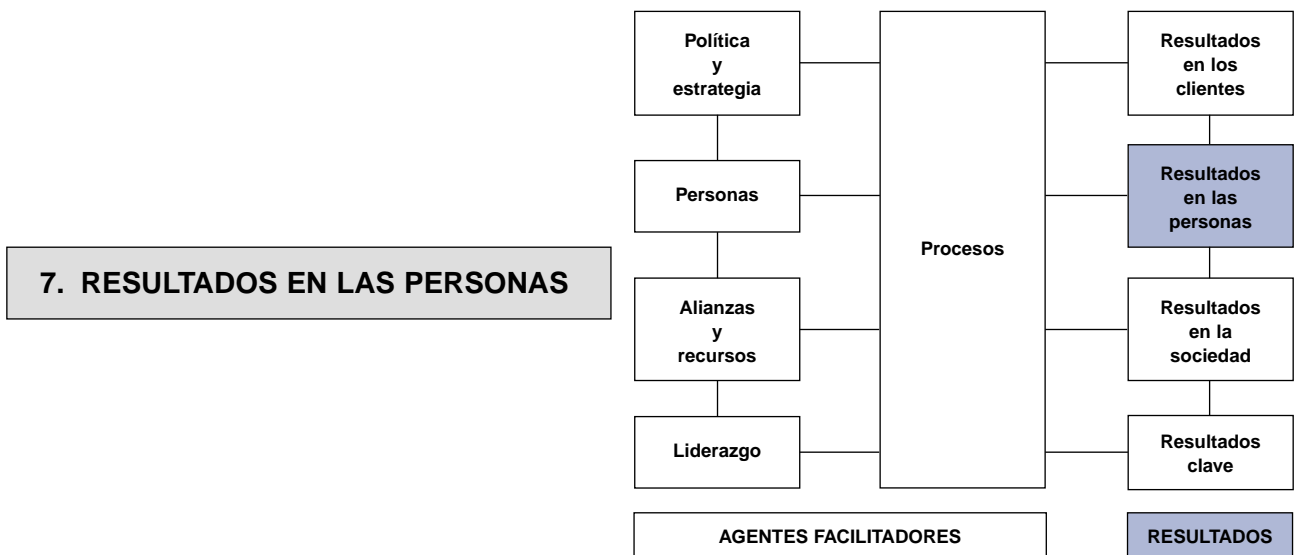 7. RESULTADOS EN LAS PERSONAS
Política
y
estrategia
Personas
Alianzas
y
recursos
Liderazgo
Procesos
Resultados
en los
clientes
Resultados
en las
personas
Resultados
en la
sociedad
Resultados
clave
AGENTES FACILITADORES
RESULTADOS